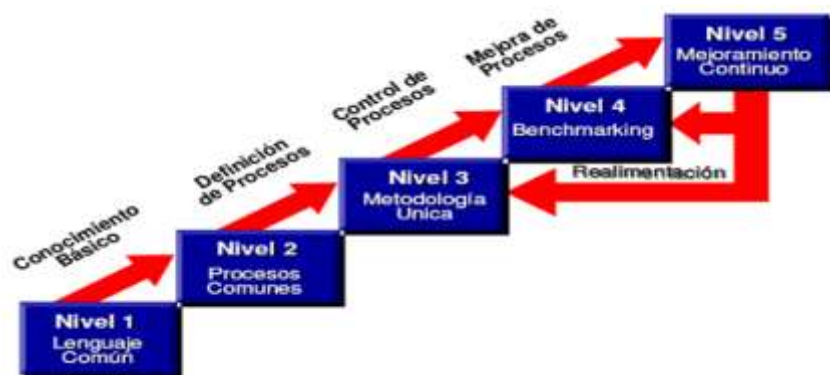 Nivel 5
Mejoramiento
Continuo
Mejora de
Procesos
Nivel 4
Benchmarking
Control de
Procesos
Realimentación
Nivel 3
Metodología
Única
Definición
de Procesos
Nivel 2
Procesos
Comunes
Conocimiento
Básico
Nivel 1
Lenguaje
Común